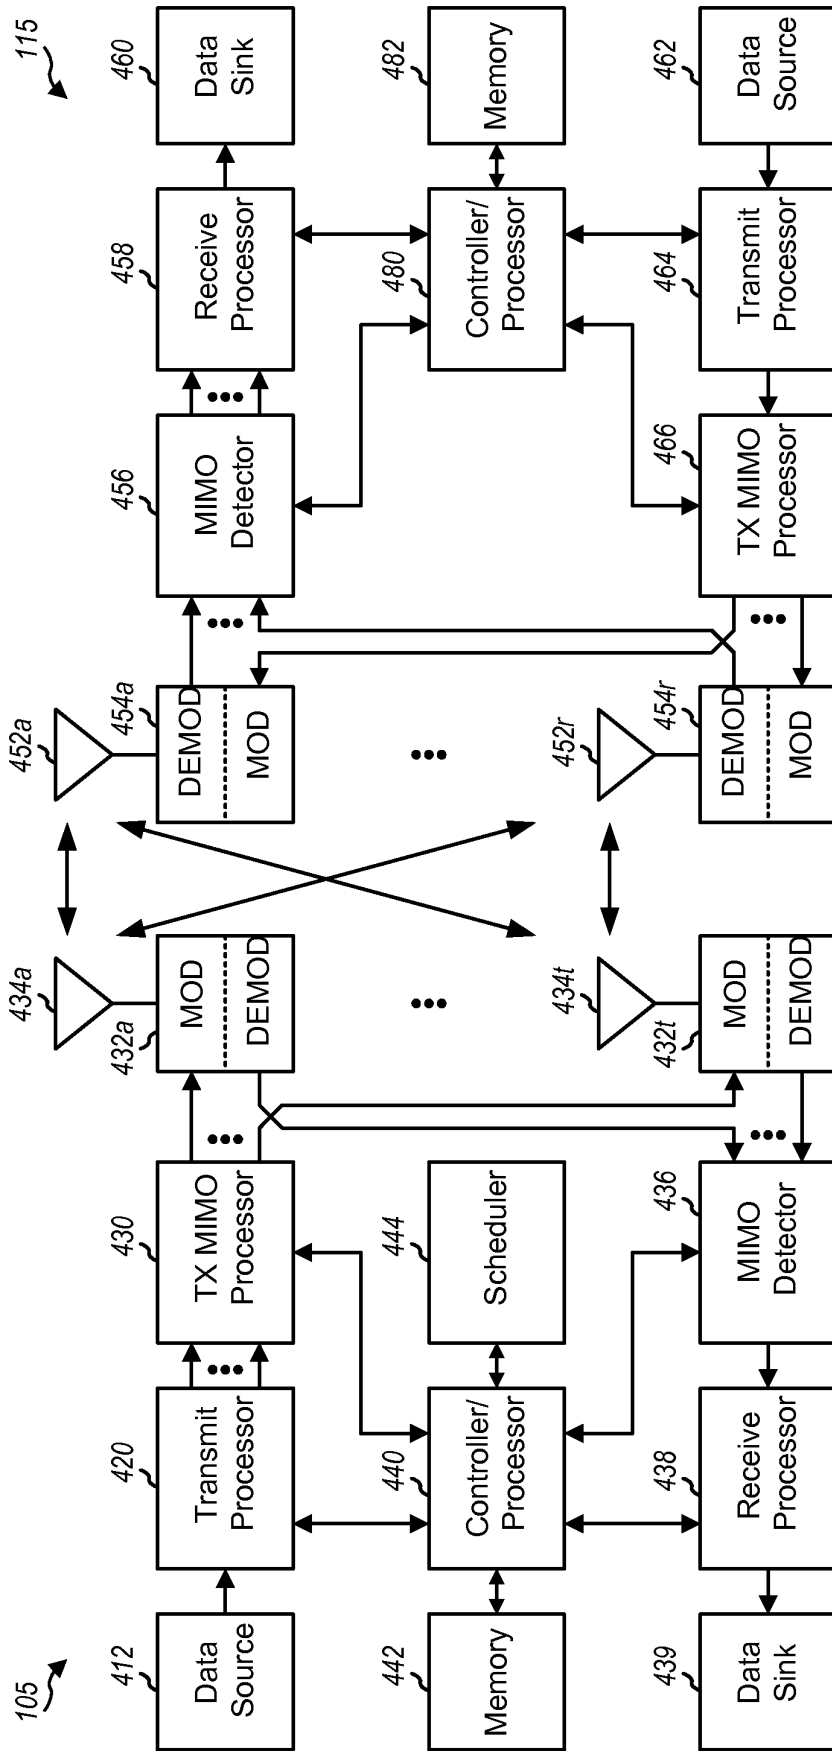 105
412
Data
Source
420
Transmit
Processor
430
TX MIMO
Processor
432a
MOD
DEMOD
434a
452a
454a
DEMOD
MOD
456
MIMO
Detector
458
Receive
Processor
460
Data
Sink
115
442
Memory
440
Controller/
Processor
444
Scheduler
480
Controller/
Processor
482
Memory
439
Data
Sink
438
Receive
Processor
436
MIMO
Detector
432t
MOD
DEMOD
434t
452r
454r
DEMOD
MOD
466
TX MIMO
Processor
464
Transmit
Processor
462
Data
Source